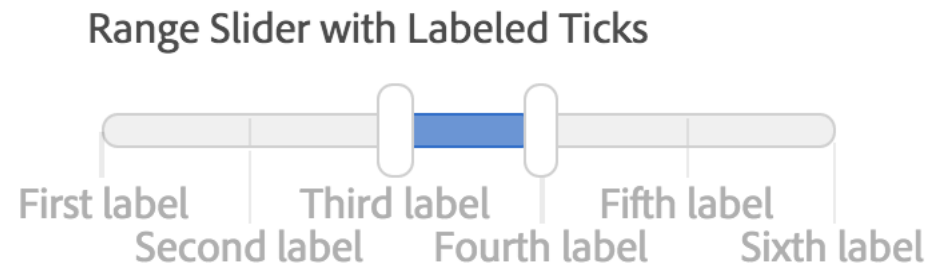 Range Slider with Labeled Ticks
First label Third label Fifth label
Second label Fourth label Sixth label